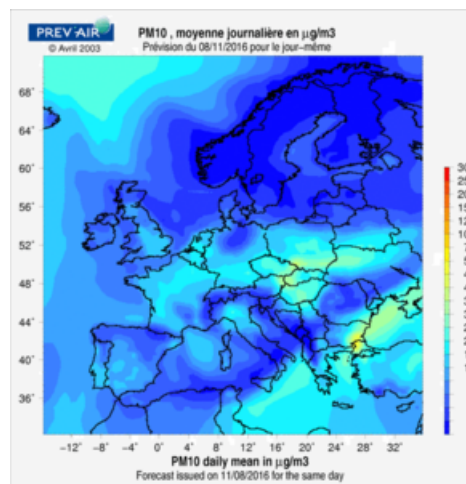 PREV'AIR
© Avril 2003
PM10 , moyenne journalière en µg/m3
Prévision du 08/11/2016 pour le jour-même
68°
64°
60°
56°
52°
48°
44°
40°
36°
-12° -8° -4° 0° 4° 8° 12° 16° 20° 24° 28° 32°
PM10 daily mean in µg/m3
Forecast issued on 11/08/2016 for the same day